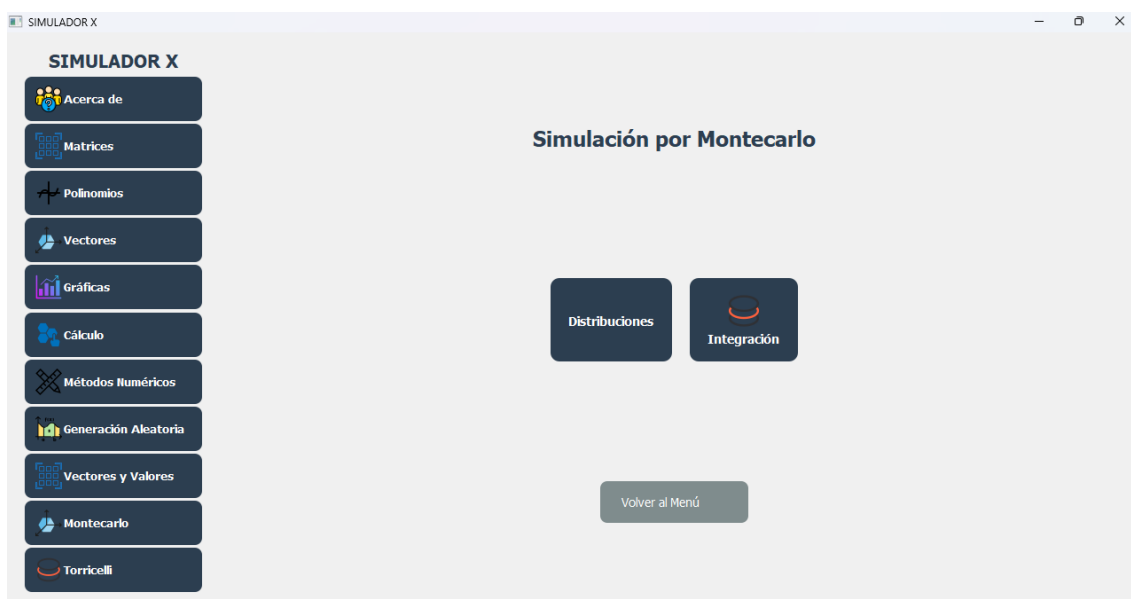 SIMULADOR X
SIMULADOR X
Acerca de
Matrices
Polinomios
Vectores
Gráficas
Cálculo
Métodos Numéricos
Generación Aleatoria
Vectores y Valores
Montecarlo
Torricelli
Simulación por Montecarlo
Distribuciones
Integración
Volver al Menú